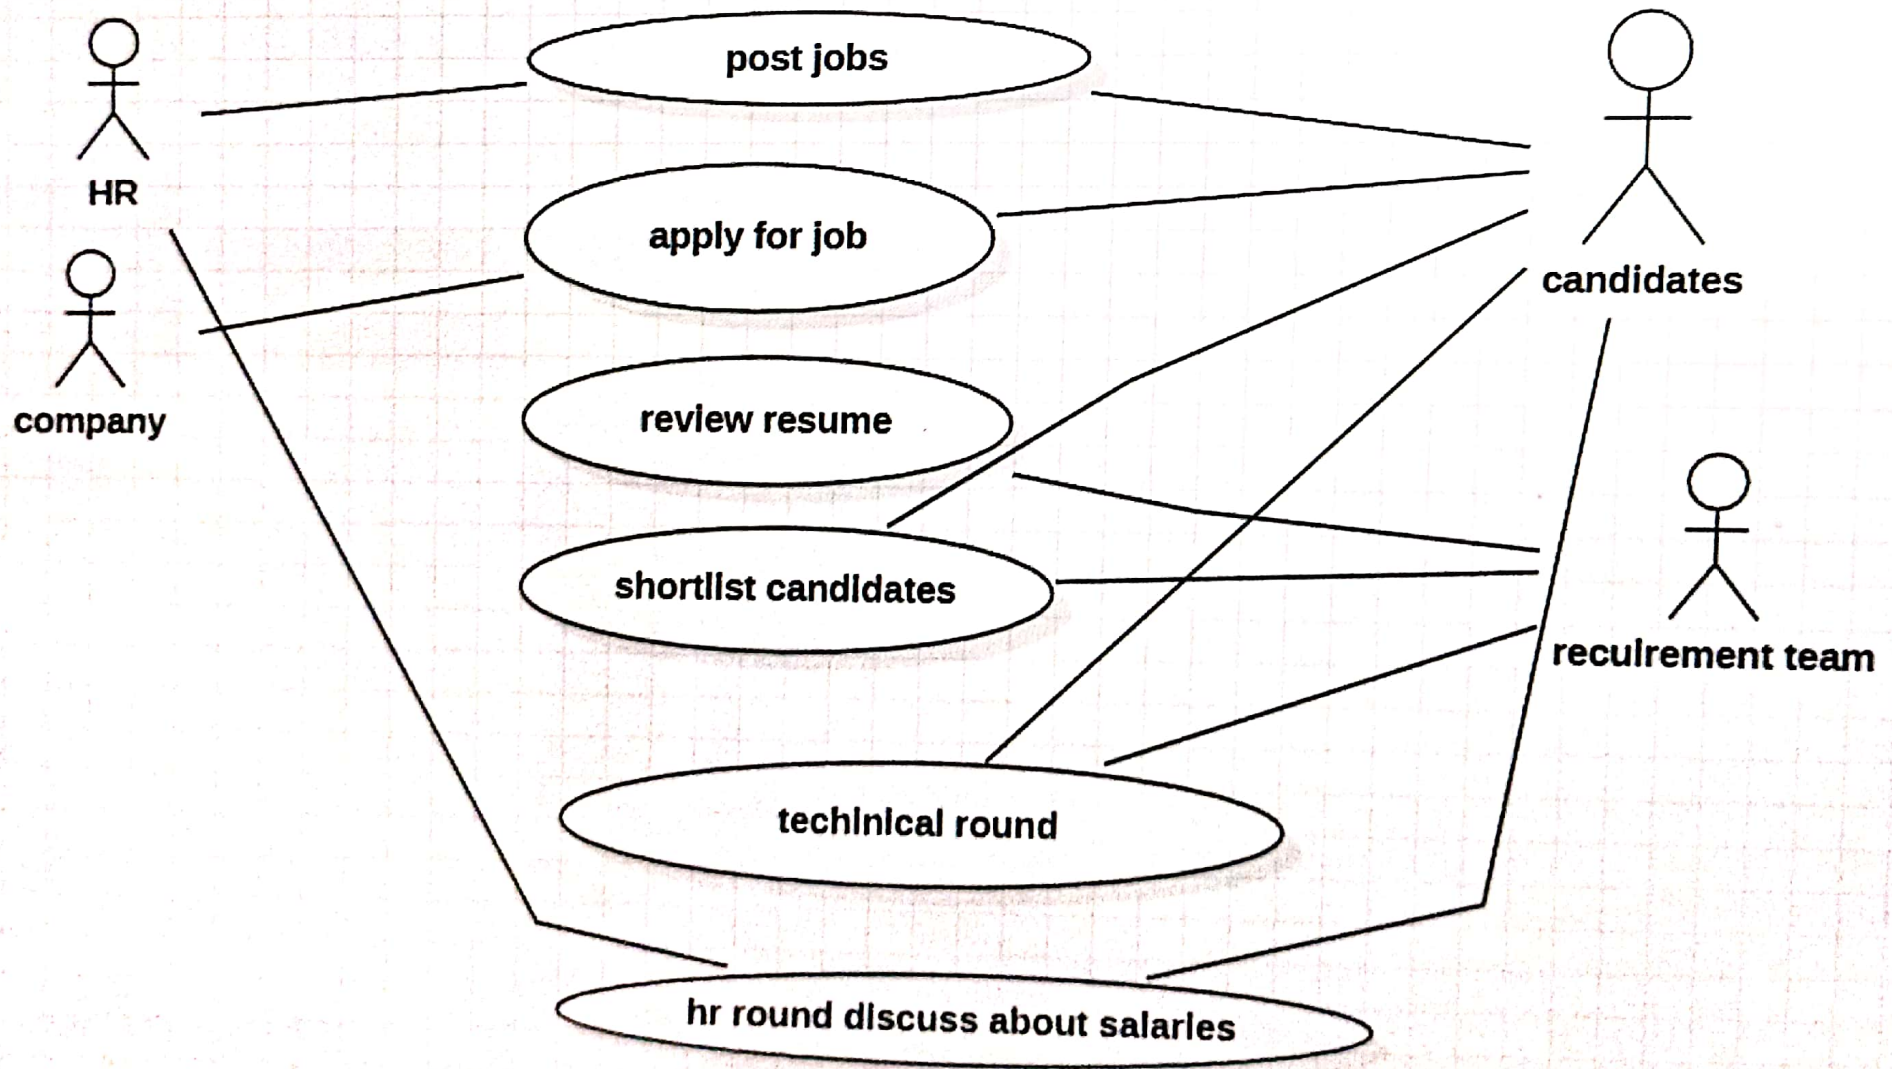 post jobs
HR
apply for job
candidates
company
review resume
shortlist candidates
recuirement team
techinical round
hr round discuss about salaries